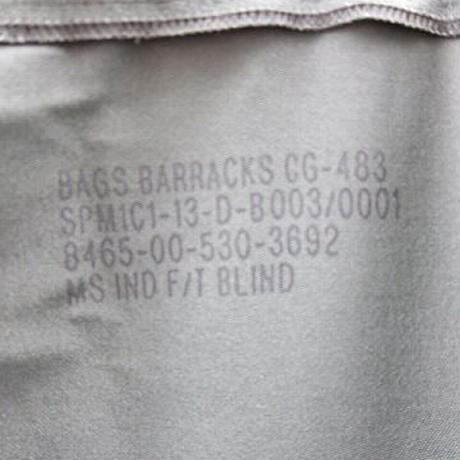 BAGS BARRACKS CG-483
SPM1C1-13-D-B003/0001
8465-00-530-3692
MS IND F/T BLIND